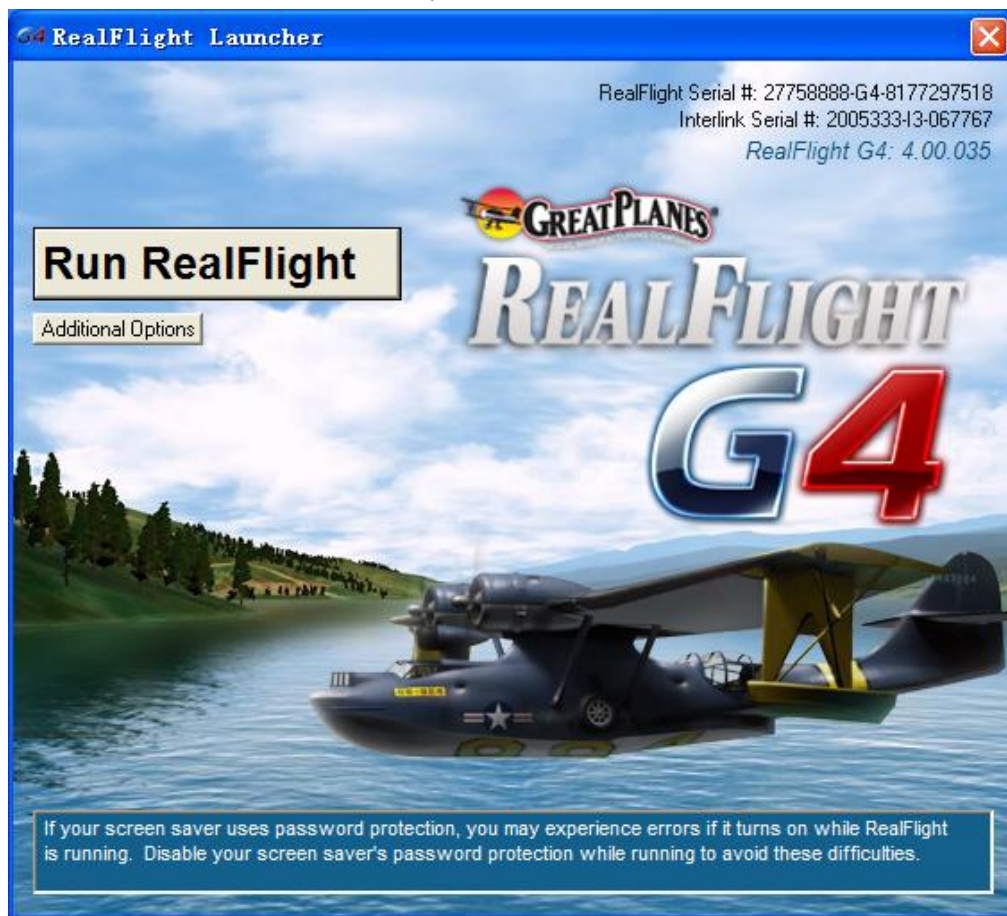 G4 RealFlight Launcher
RealFlight Serial #: 27758888-G4-8177297518
Interlink Serial #: 2005333-I3-067767
RealFlight G4: 4.00.035
GREAT PLANES
Run RealFlight
REALFLIGHT
Additional Options
G4
If your screen saver uses password protection, you may experience errors if it turns on while RealFlight
is running.  Disable your screen saver's password protection while running to avoid these difficulties.